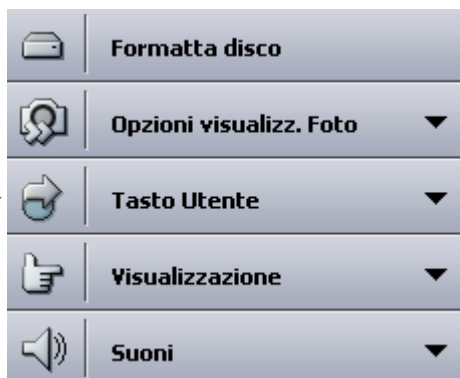 Formatta disco
Opzioni visualizz. Foto
Tasto Utente
Visualizzazione
Suoni